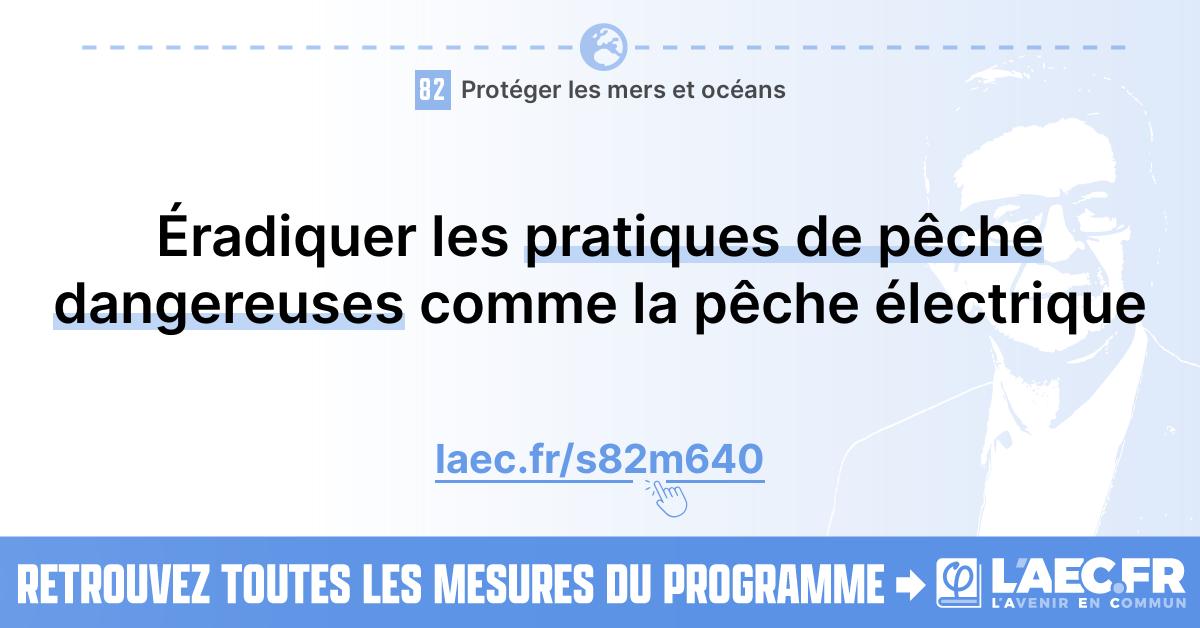 82 Protéger les mers et océans
Éradiquer les pratiques de pêche
dangereuses comme la pêche électrique
laec.fr/s82m640
RETROUVEZ TOUTES LES MESURES DU PROGRAMME
φ L'AEC.FR
L'AVENIR EN COMMUN